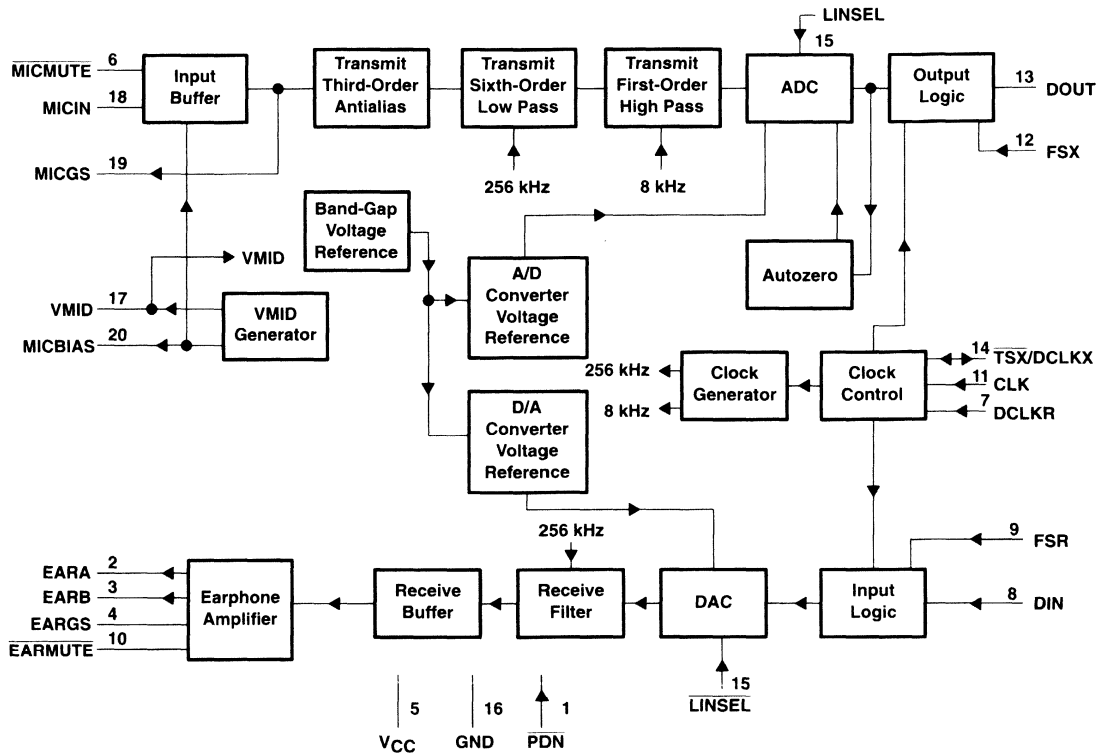 LINSEL
15
MICMUTE
6
MICIN
18
Input
Buffer
Transmit
Third-Order
Antialias
Transmit
Sixth-Order
Low Pass
Transmit
First-Order
High Pass
ADC
Output
Logic
13
DOUT
12
FSX
MICGS
19
256 kHz
8 kHz
Band-Gap
Voltage
Reference
VMID
A/D
Converter
Voltage
Reference
Autozero
VMID
17
MICBIAS
20
VMID
Generator
256 kHz
8 kHz
Clock
Generator
Clock
Control
14
TSX/DCLKX
11
CLK
7
DCLKR
D/A
Converter
Voltage
Reference
256 kHz
9
FSR
EARA
2
EARB
3
EARGS
4
EARMUTE
10
Earphone
Amplifier
Receive
Buffer
Receive
Filter
DAC
Input
Logic
8
DIN
15
LINSEL
5
VCC
16
GND
1
PDN